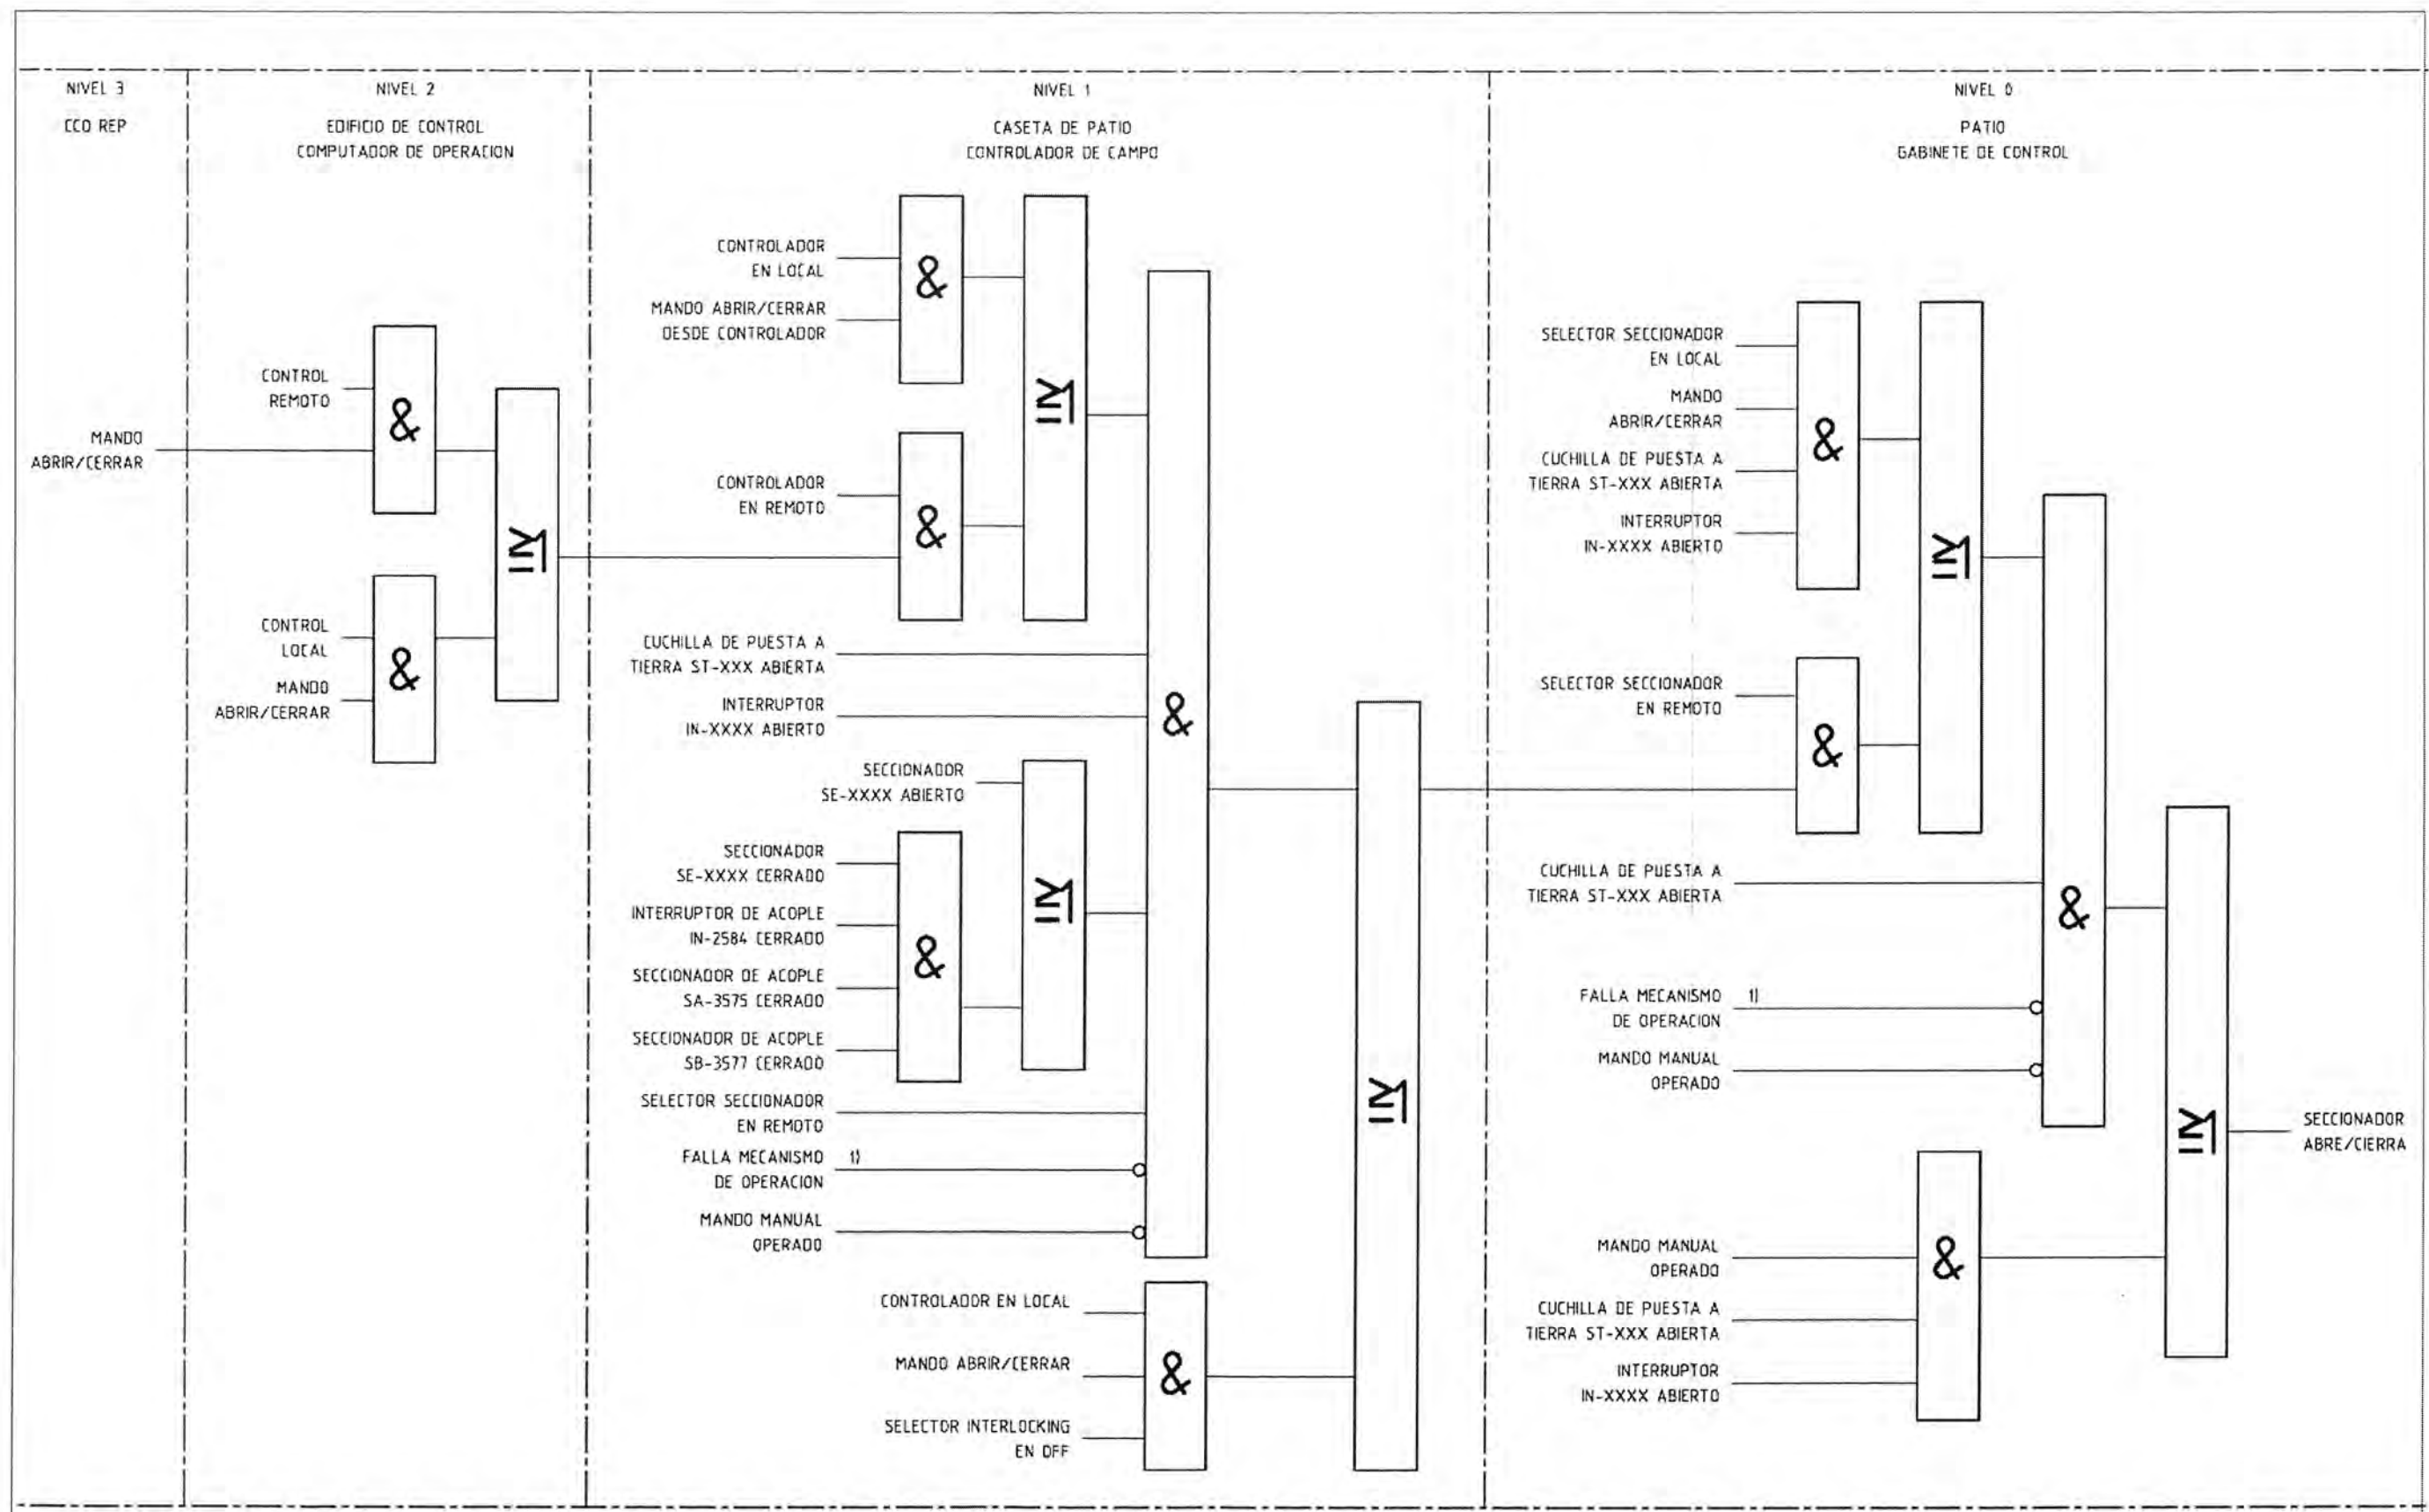 NIVEL 3
CCO REP
MANDO
ABRIR/CERRAR
NIVEL 2
EDIFICIO DE CONTROL
COMPUTADOR DE OPERACION
CONTROL
REMOTO
&
≥1
CONTROL
LOCAL
MANDO
ABRIR/CERRAR
&
NIVEL 1
CASETA DE PATIO
CONTROLADOR DE CAMPO
CONTROLADOR
EN LOCAL
MANDO ABRIR/CERRAR
DESDE CONTROLADOR
&
≥1
CONTROLADOR
EN REMOTO
&
CUCHILLA DE PUESTA A
TIERRA ST-XXX ABIERTA
INTERRUPTOR
IN-XXXX ABIERTO
&
SECCIONADOR
SE-XXXX ABIERTO
SECCIONADOR
SE-XXXX CERRADO
INTERRUPTOR DE ACOPLE
IN-2584 CERRADO
SECCIONADOR DE ACOPLE
SA-3575 CERRADO
SECCIONADOR DE ACOPLE
SB-3577 CERRADO
&
≥1
SELECTOR SECCIONADOR
EN REMOTO
FALLA MECANISMO 1)
DE OPERACION
MANDO MANUAL
OPERADO
≥1
CONTROLADOR EN LOCAL
MANDO ABRIR/CERRAR
SELECTOR INTERLOCKING
EN OFF
&
NIVEL 0
PATIO
GABINETE DE CONTROL
SELECTOR SECCIONADOR
EN LOCAL
MANDO
ABRIR/CERRAR
CUCHILLA DE PUESTA A
TIERRA ST-XXX ABIERTA
INTERRUPTOR
IN-XXXX ABIERTO
&
≥1
SELECTOR SECCIONADOR
EN REMOTO
&
CUCHILLA DE PUESTA A
TIERRA ST-XXX ABIERTA
&
FALLA MECANISMO 1)
DE OPERACION
MANDO MANUAL
OPERADO
≥1
SECCIONADOR
ABRE/CIERRA
MANDO MANUAL
OPERADO
CUCHILLA DE PUESTA A
TIERRA ST-XXX ABIERTA
INTERRUPTOR
IN-XXXX ABIERTO
&